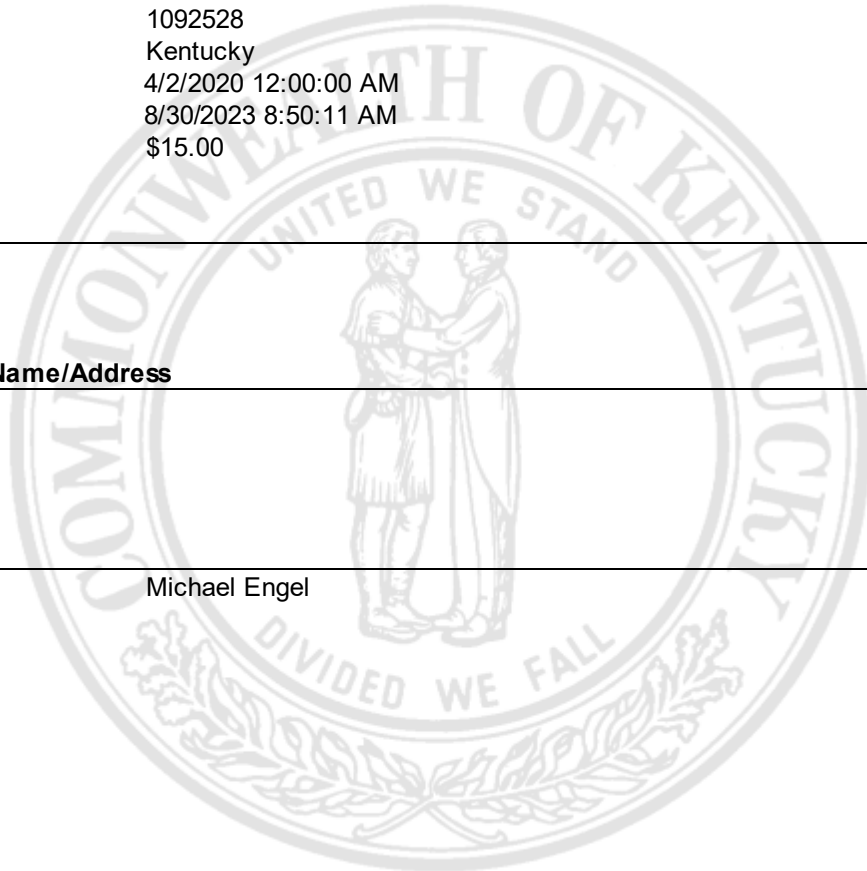 1092528
Kentucky
4/2/2020 12:00:00 AM
8/30/2023 8:50:11 AM
$15.00
COMMONWEALTH OF KENTUCKY
UNITED WE STAND
ame/Address
Michael Engel
DIVIDED WE FALL